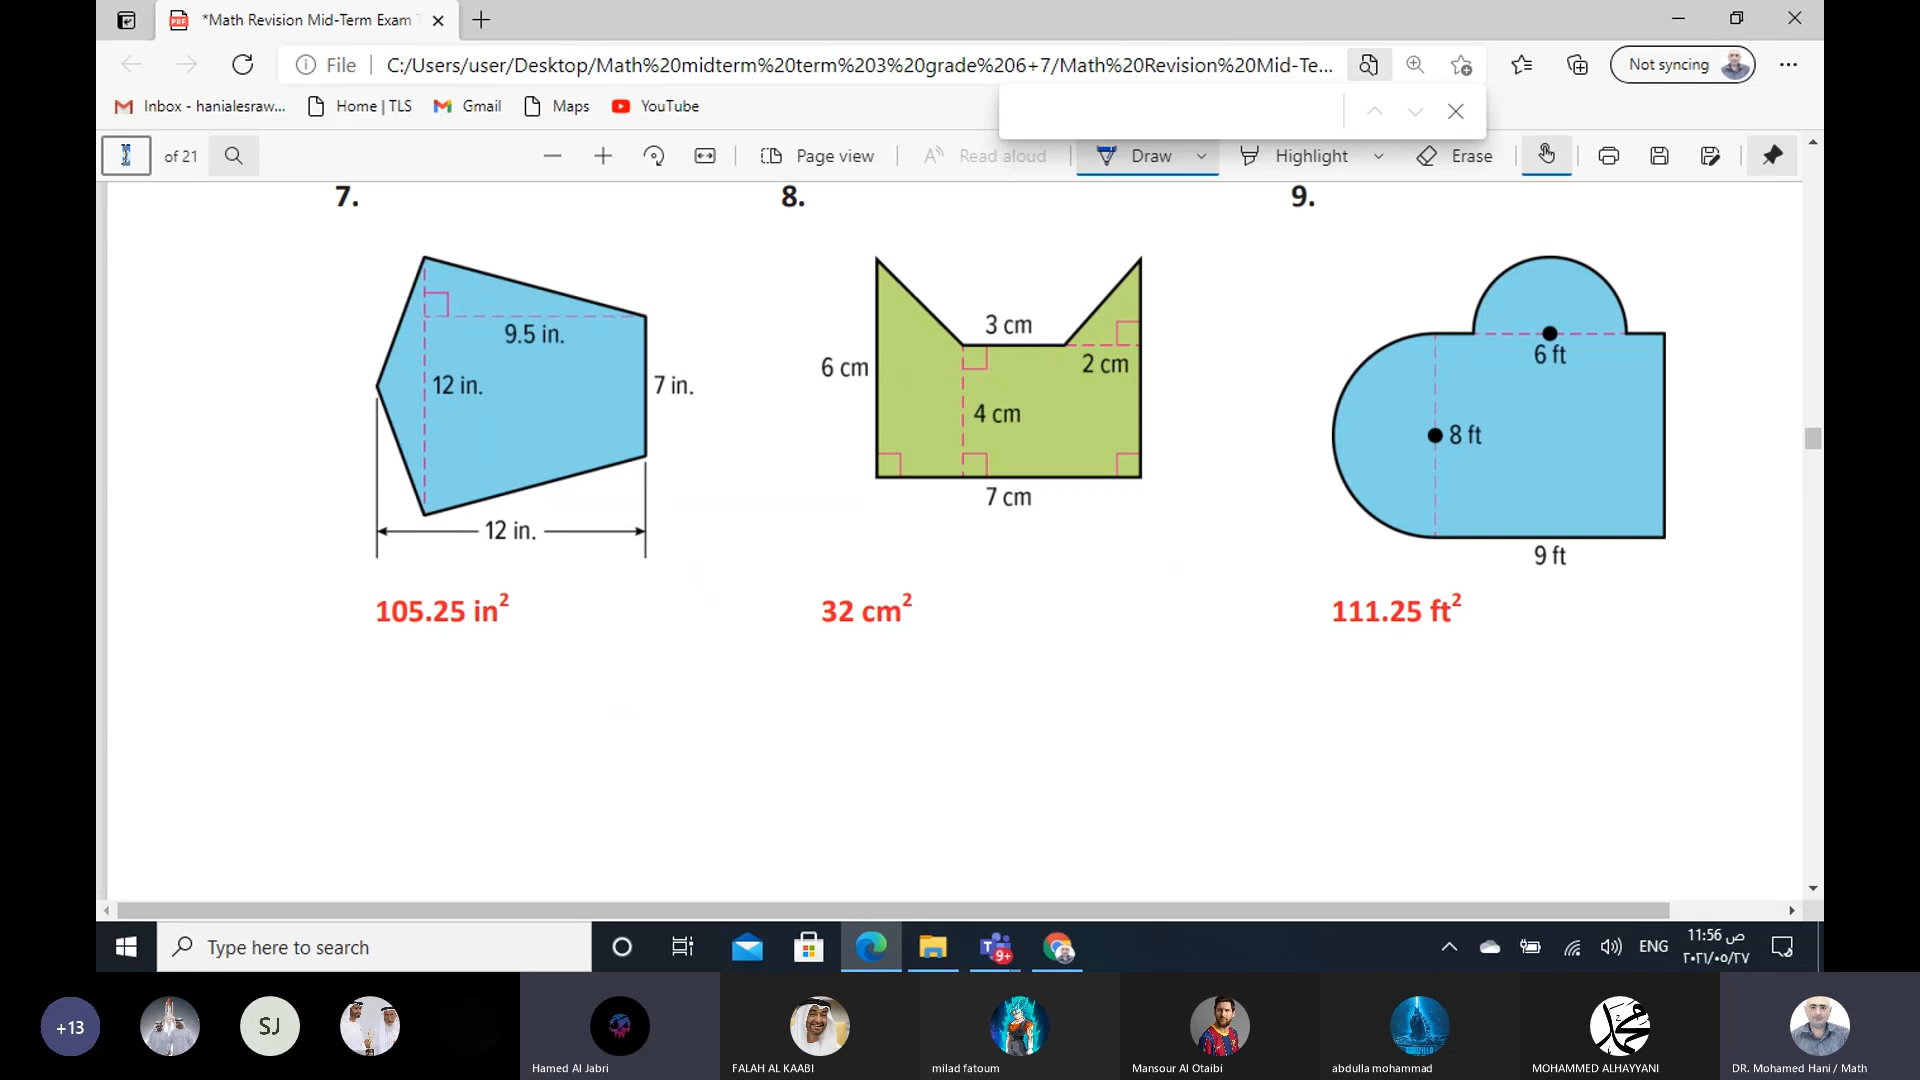 *Math Revision Mid-Term Exam T
File
C:/Users/user/Desktop/Math%20midterm%20term%203%20grade%206+7/Math%20Revision%20Mid-Te...
Not syncing
Inbox - hanialesraw...
Home | TLS
Gmail
Maps
YouTube
of 21
Page view
Read aloud
Draw
Highlight
Erase
7.
8.
9.
9.5 in.
12 in.
7 in.
12 in.
3 cm
6 cm
2 cm
4 cm
7 cm
6 ft
8 ft
9 ft
105.25 in²
32 cm²
111.25 ft²
Type here to search
9+
ENG
11:56 ص
٢٠٢١/٠٥/٢٧
+13
SJ
Hamed Al Jabri
FALAH AL KAABI
milad fatoum
Mansour Al Otaibi
abdulla mohammad
MOHAMMED ALHAYYANI
DR. Mohamed Hani / Math